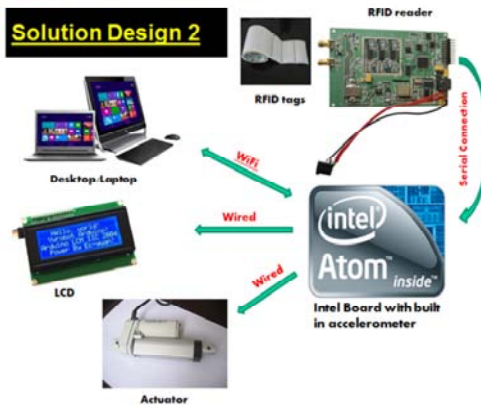 Solution Design 2
RFID reader
RFID tags
Serial Connection
Desktop/Laptop
WiFi
Wired
LCD
Wired
intel
Atom
inside™
Intel Board with built
in accelerometer
Actuator